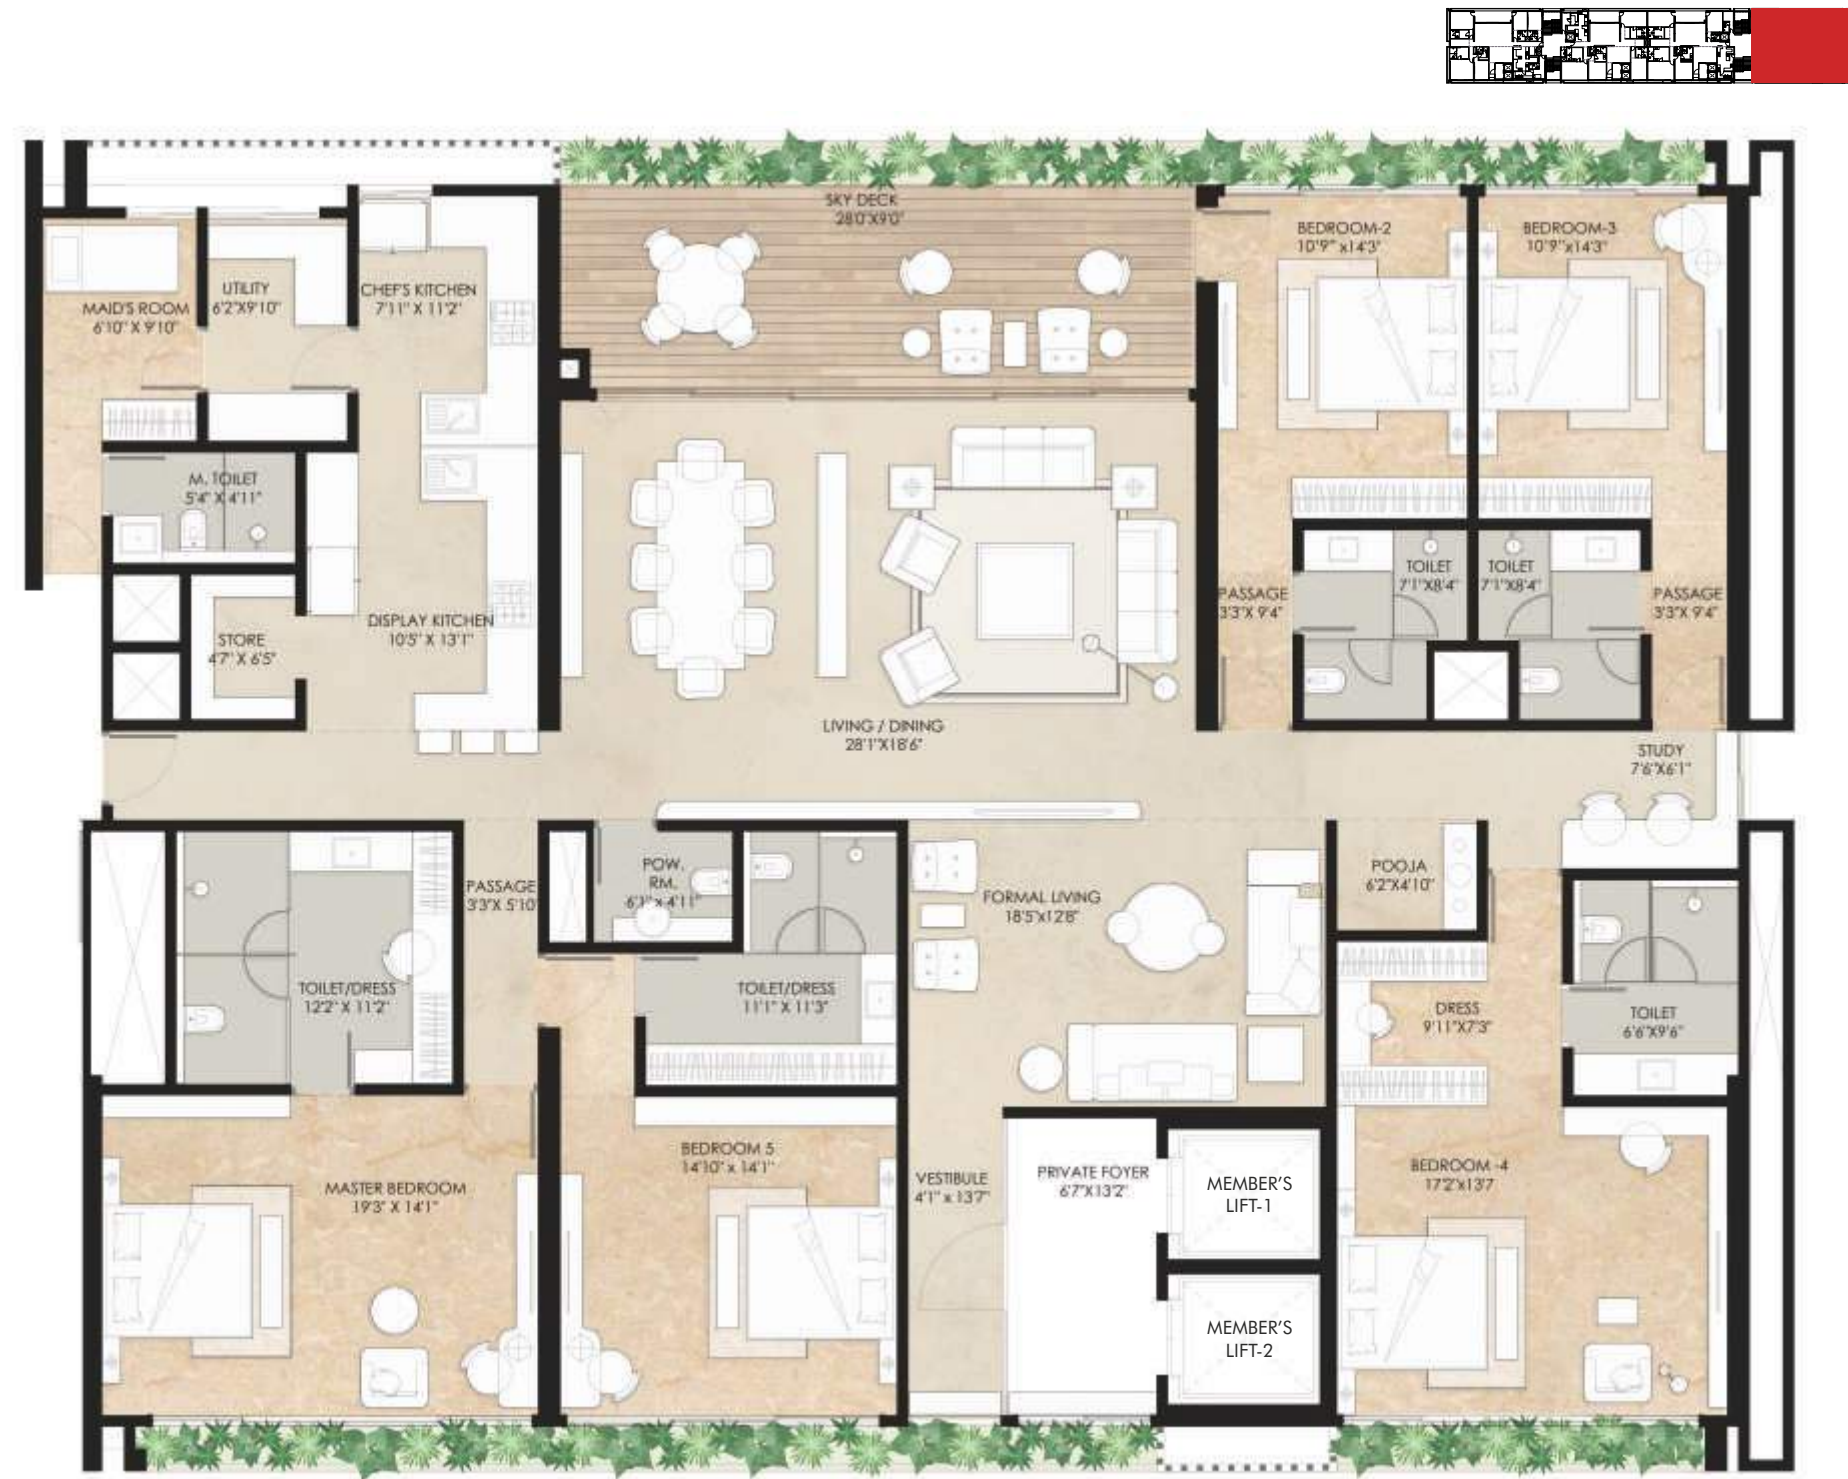 SKY DECK
28'0"X9'0"
BEDROOM-2
10'9" x14'3"
BEDROOM-3
10'9"x14'3"
MAID'S ROOM
6'10" X 9'10"
UTILITY
6'2"X9'10"
CHEF'S KITCHEN
7'11" X 11'2"
M. TOILET
5'4" X 4'11"
STORE
4'7" X 6'5"
DISPLAY KITCHEN
10'5" X 13'1"
LIVING / DINING
28'1"X18'6"
PASSAGE
3'3"X 9'4"
TOILET
7'1"X8'4"
TOILET
7'1"X8'4"
PASSAGE
3'3"X 9'4"
STUDY
7'6"X6'1"
PASSAGE
3'3"X 5'10"
POW.
RM.
6'1" x 4'11"
FORMAL LIVING
18'5"x12'8"
POOJA
6'2"X4'10"
TOILET/DRESS
12'2" X 11'2"
TOILET/DRESS
11'1" X 11'3"
DRESS
9'11"X7'3"
TOILET
6'6"X9'6"
MASTER BEDROOM
19'3" X 14'1"
BEDROOM 5
14'10" x 14'1"
VESTIBULE
4'1" x 13'7"
PRIVATE FOYER
6'7"X13'2"
MEMBER'S
LIFT-1
MEMBER'S
LIFT-2
BEDROOM -4
17'2"x13'7